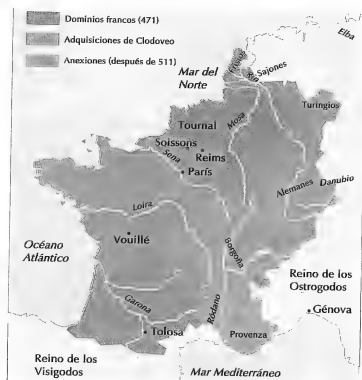 Dominios francos (471)
Adquisiciones de Clodoveo
Anexiones (después de 511)
Elba
Frisios
Sajones
Rin
Mar del
Norte
Turingios
Tournal
Mosa
Soissons
Reims
Sena
París
Alemanes
Danubio
Loira
Borgoña
Océano
Atlántico
Vouillé
Reino de los
Ostrogodos
Génova
Garona
Ródano
Tolosa
Provenza
Reino de los
Visigodos
Mar Mediterráneo